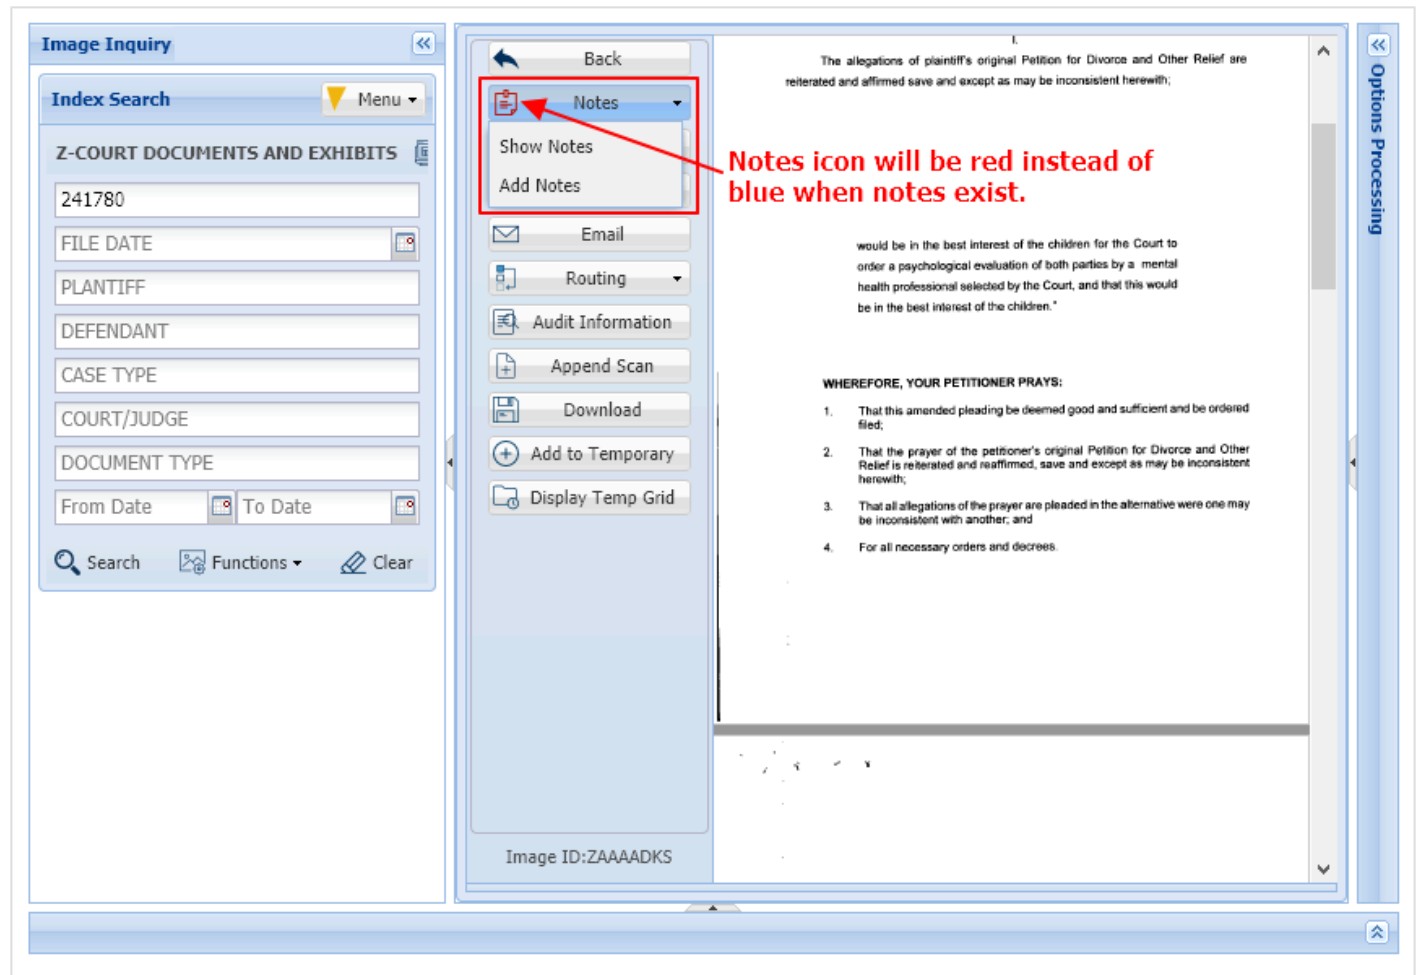 Image Inquiry
Index Search
Menu
Z-COURT DOCUMENTS AND EXHIBITS
241780
FILE DATE
PLANTIFF
DEFENDANT
CASE TYPE
COURT/JUDGE
DOCUMENT TYPE
From Date
To Date
Search
Functions
Clear
Back
Notes
Show Notes
Add Notes
Email
Routing
Audit Information
Append Scan
Download
Add to Temporary
Display Temp Grid
Image ID:ZAAAADKS
I.
The allegations of plaintiff's original Petition for Divorce and Other Relief are
reiterated and affirmed save and except as may be inconsistent herewith;
Notes icon will be red instead of
blue when notes exist.
would be in the best interest of the children for the Court to
order a psychological evaluation of both parties by a mental
health professional selected by the Court, and that this would
be in the best interest of the children."
WHEREFORE, YOUR PETITIONER PRAYS:
1. That this amended pleading be deemed good and sufficient and be ordered
filed;
2. That the prayer of the petitioner's original Petition for Divorce and Other
Relief is reiterated and reaffirmed, save and except as may be inconsistent
herewith;
3. That all allegations of the prayer are pleaded in the alternative were one may
be inconsistent with another; and
4. For all necessary orders and decrees.
Options Processing